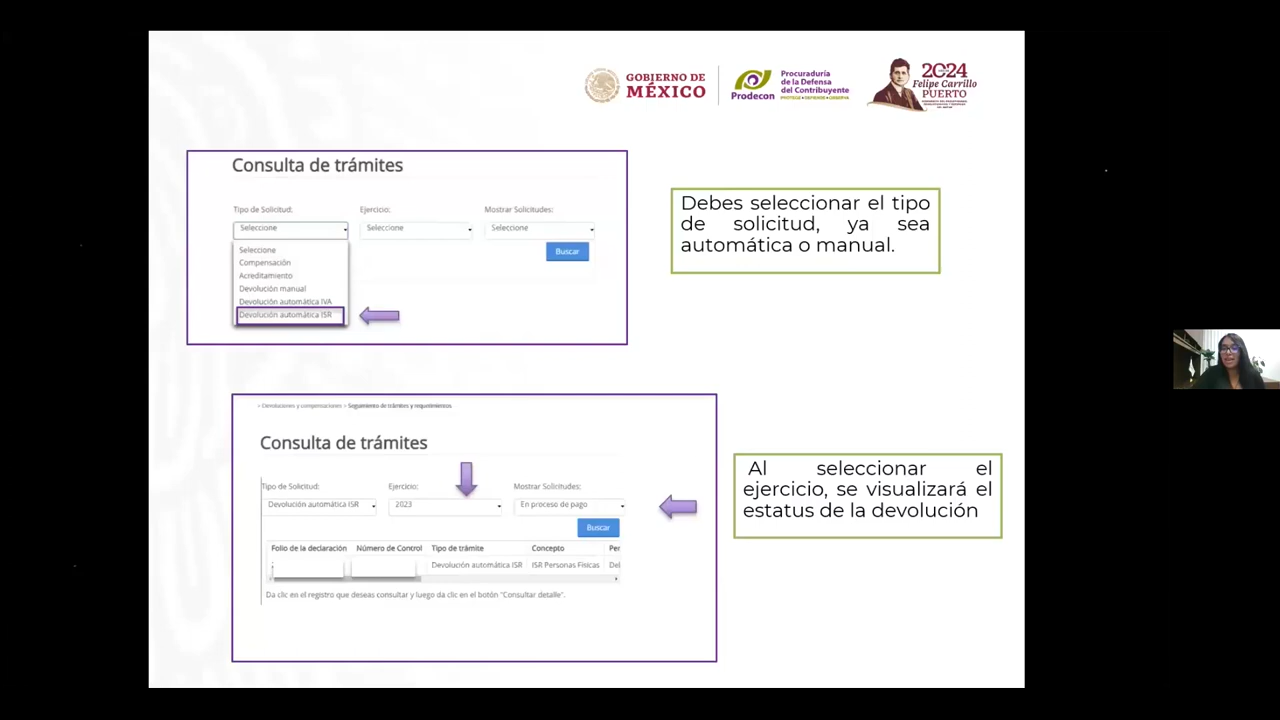 GOBIERNO DE
MÉXICO
Prodecon
Procuraduría
de la Defensa
del Contribuyente
PROTEGE • DEFIENDE • OBSERVA
2024
Felipe Carrillo
PUERTO
Consulta de trámites
Tipo de Solicitud: Ejercicio: Mostrar Solicitudes:
Seleccione Seleccione Seleccione
Buscar
Seleccione
Compensación
Acreditamiento
Devolución manual
Devolución automática IVA
Devolución automática ISR
Debes seleccionar el tipo
de solicitud, ya sea
automática o manual.
» Devoluciones y compensaciones > Seguimiento de trámites y requerimientos
Consulta de trámites
Tipo de Solicitud: Ejercicio: Mostrar Solicitudes:
Devolución automática ISR 2023 En proceso de pago
Buscar
Folio de la declaración Número de Control Tipo de trámite Concepto Per
Devolución automática ISR ISR Personas Físicas Del
Da clic en el registro que deseas consultar y luego da clic en el botón "Consultar detalle".
Al seleccionar el
ejercicio, se visualizará el
estatus de la devolución